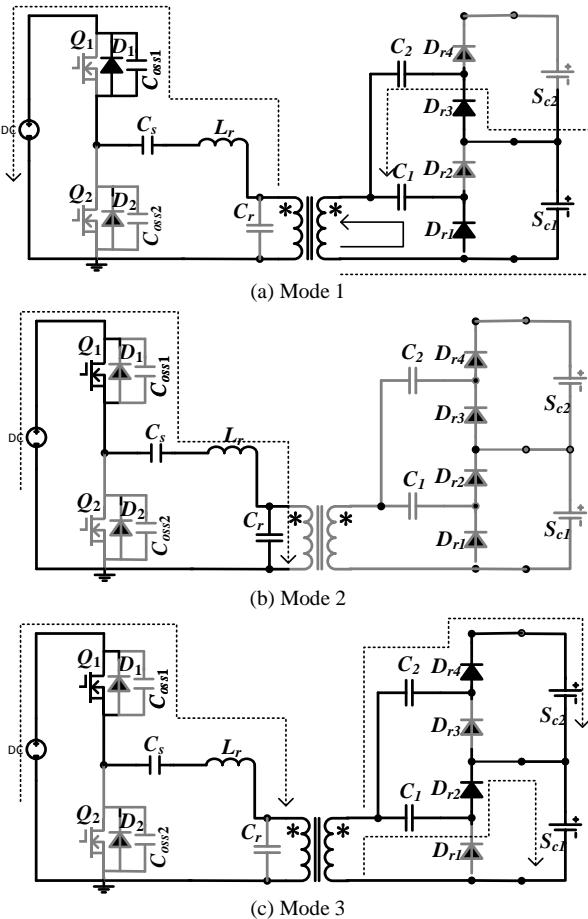 Q1
D1
Coss1
DC
Cs
Lr
Q2
D2
Coss2
Cr
*
*
C2
C1
Dr4
Dr3
Dr2
Dr1
Sc2
Sc1
+
+
(a) Mode 1
Q1
D1
Coss1
DC
Cs
Lr
Q2
D2
Coss2
Cr
*
*
C2
C1
Dr4
Dr3
Dr2
Dr1
Sc2
Sc1
+
+
(b) Mode 2
Q1
D1
Coss1
DC
Cs
Lr
Q2
D2
Coss2
Cr
*
*
C2
C1
Dr4
Dr3
Dr2
Dr1
Sc2
Sc1
+
+
(c) Mode 3